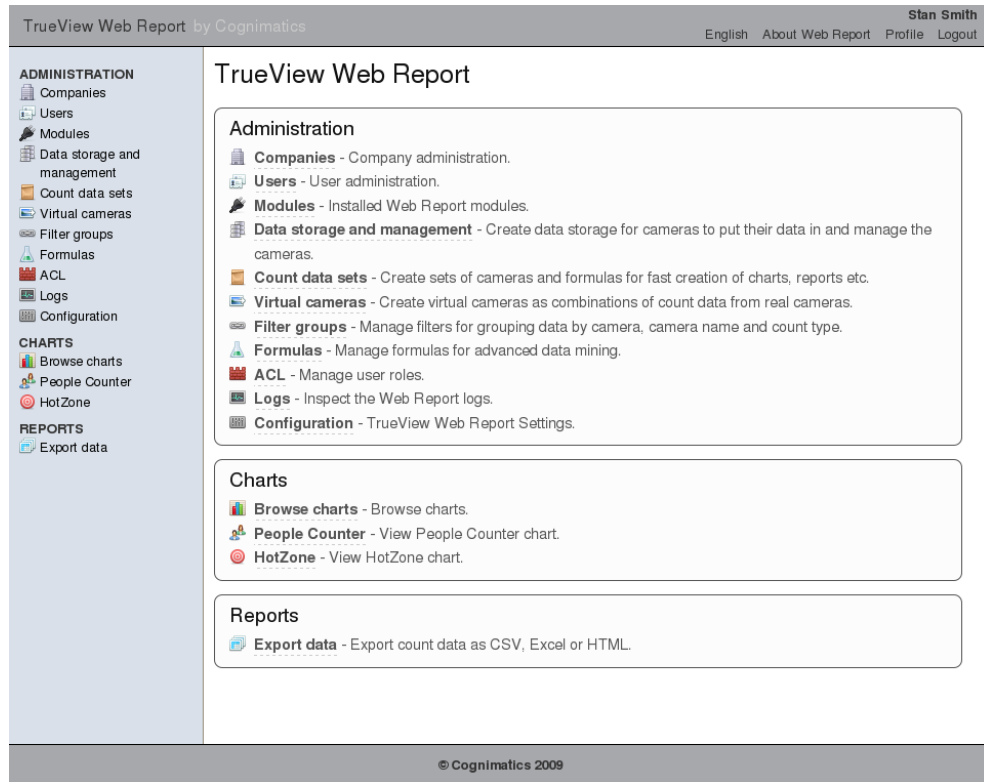 TrueView Web Report by Cognimatics
Stan Smith
English About Web Report Profile Logout
ADMINISTRATION
Companies
Users
Modules
Data storage and
management
Count data sets
Virtual cameras
Filter groups
Formulas
ACL
Logs
Configuration
CHARTS
Browse charts
People Counter
HotZone
REPORTS
Export data
TrueView Web Report
Administration
Companies - Company administration.
Users - User administration.
Modules - Installed Web Report modules.
Data storage and management - Create data storage for cameras to put their data in and manage the
cameras.
Count data sets - Create sets of cameras and formulas for fast creation of charts, reports etc.
Virtual cameras - Create virtual cameras as combinations of count data from real cameras.
Filter groups - Manage filters for grouping data by camera, camera name and count type.
Formulas - Manage formulas for advanced data mining.
ACL - Manage user roles.
Logs - Inspect the Web Report logs.
Configuration - TrueView Web Report Settings.
Charts
Browse charts - Browse charts.
People Counter - View People Counter chart.
HotZone - View HotZone chart.
Reports
Export data - Export count data as CSV, Excel or HTML.
© Cognimatics 2009